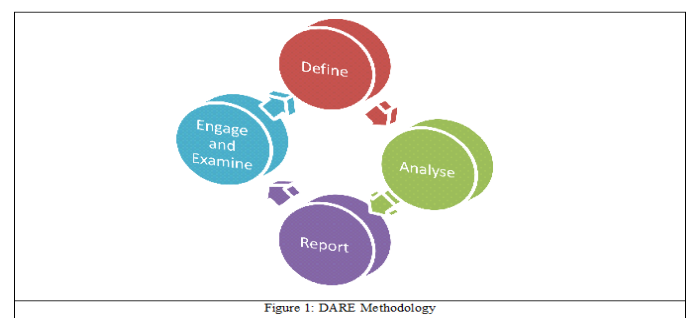 Define
Analyse
Report
Engage
and
Examine
Figure 1: DARE Methodology